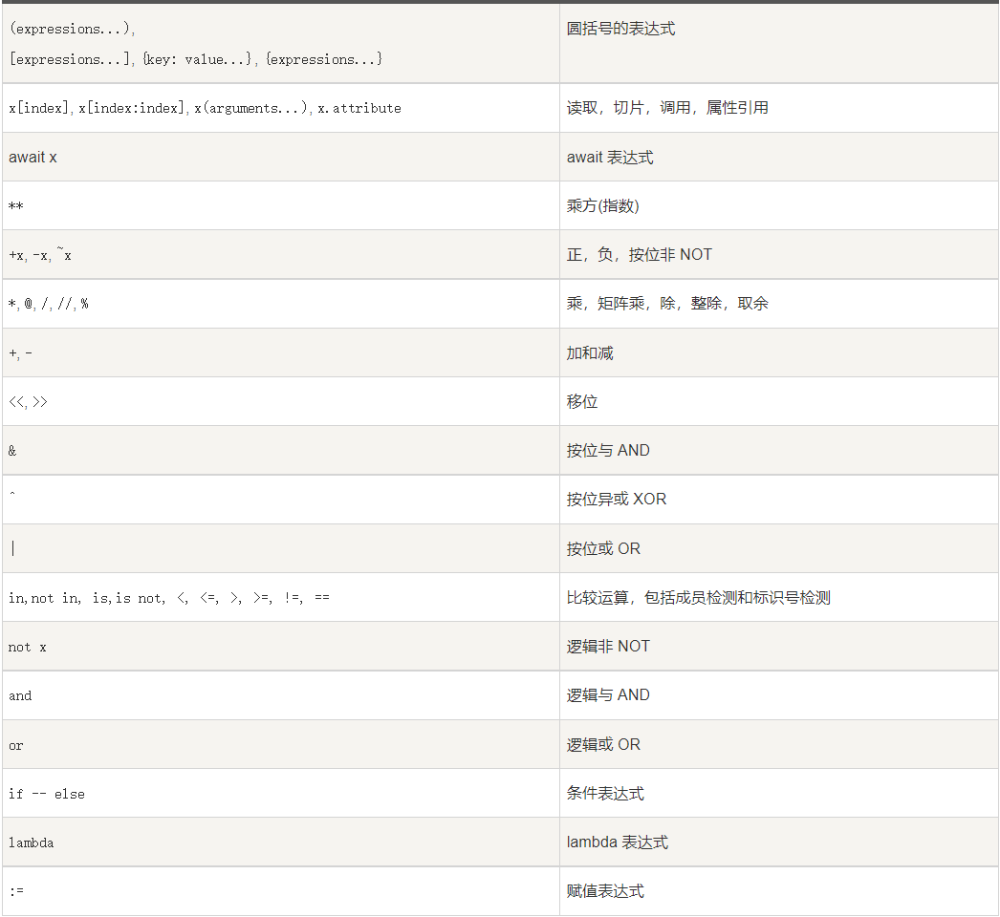 (expressions...), 圆括号的表达式
[expressions...], {key: value...}, {expressions...}
x[index], x[index:index], x(arguments...), x.attribute 读取，切片，调用，属性引用
await x await 表达式
** 乘方(指数)
+x, -x, ~x 正，负，按位非 NOT
*, @, /, //, % 乘，矩阵乘，除，整除，取余
+, - 加和减
<<, >> 移位
& 按位与 AND
^ 按位异或 XOR
| 按位或 OR
in,not in, is,is not, <, <=, >, >=, !=, == 比较运算，包括成员检测和标识号检测
not x 逻辑非 NOT
and 逻辑与 AND
or 逻辑或 OR
if -- else 条件表达式
lambda lambda 表达式
:= 赋值表达式